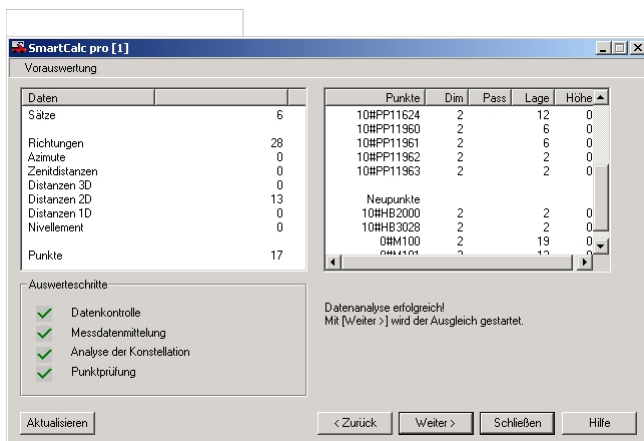 SmartCalc pro [1]
Vorauswertung
Daten
Sätze 6
Richtungen 28
Azimute 0
Zenitdistanzen 0
Distanzen 3D 0
Distanzen 2D 13
Distanzen 1D 0
Nivellement 0
Punkte 17
Punkte Dim Pass Lage Höhe
10#PP11624 2 12 0
10#PP11960 2 6 0
10#PP11961 2 6 0
10#PP11962 2 2 0
10#PP11963 2 2 0
Neupunkte
10#HB2000 2 2 0
10#HB3028 2 2 0
0#M100 2 19 0
Auswerteschritte
Datenkontrolle
Messdatenmittelung
Analyse der Konstellation
Punktprüfung
Datenanalyse erfolgreich!
Mit [Weiter >] wird der Ausgleich gestartet.
Aktualisieren
< Zurück
Weiter >
Schließen
Hilfe